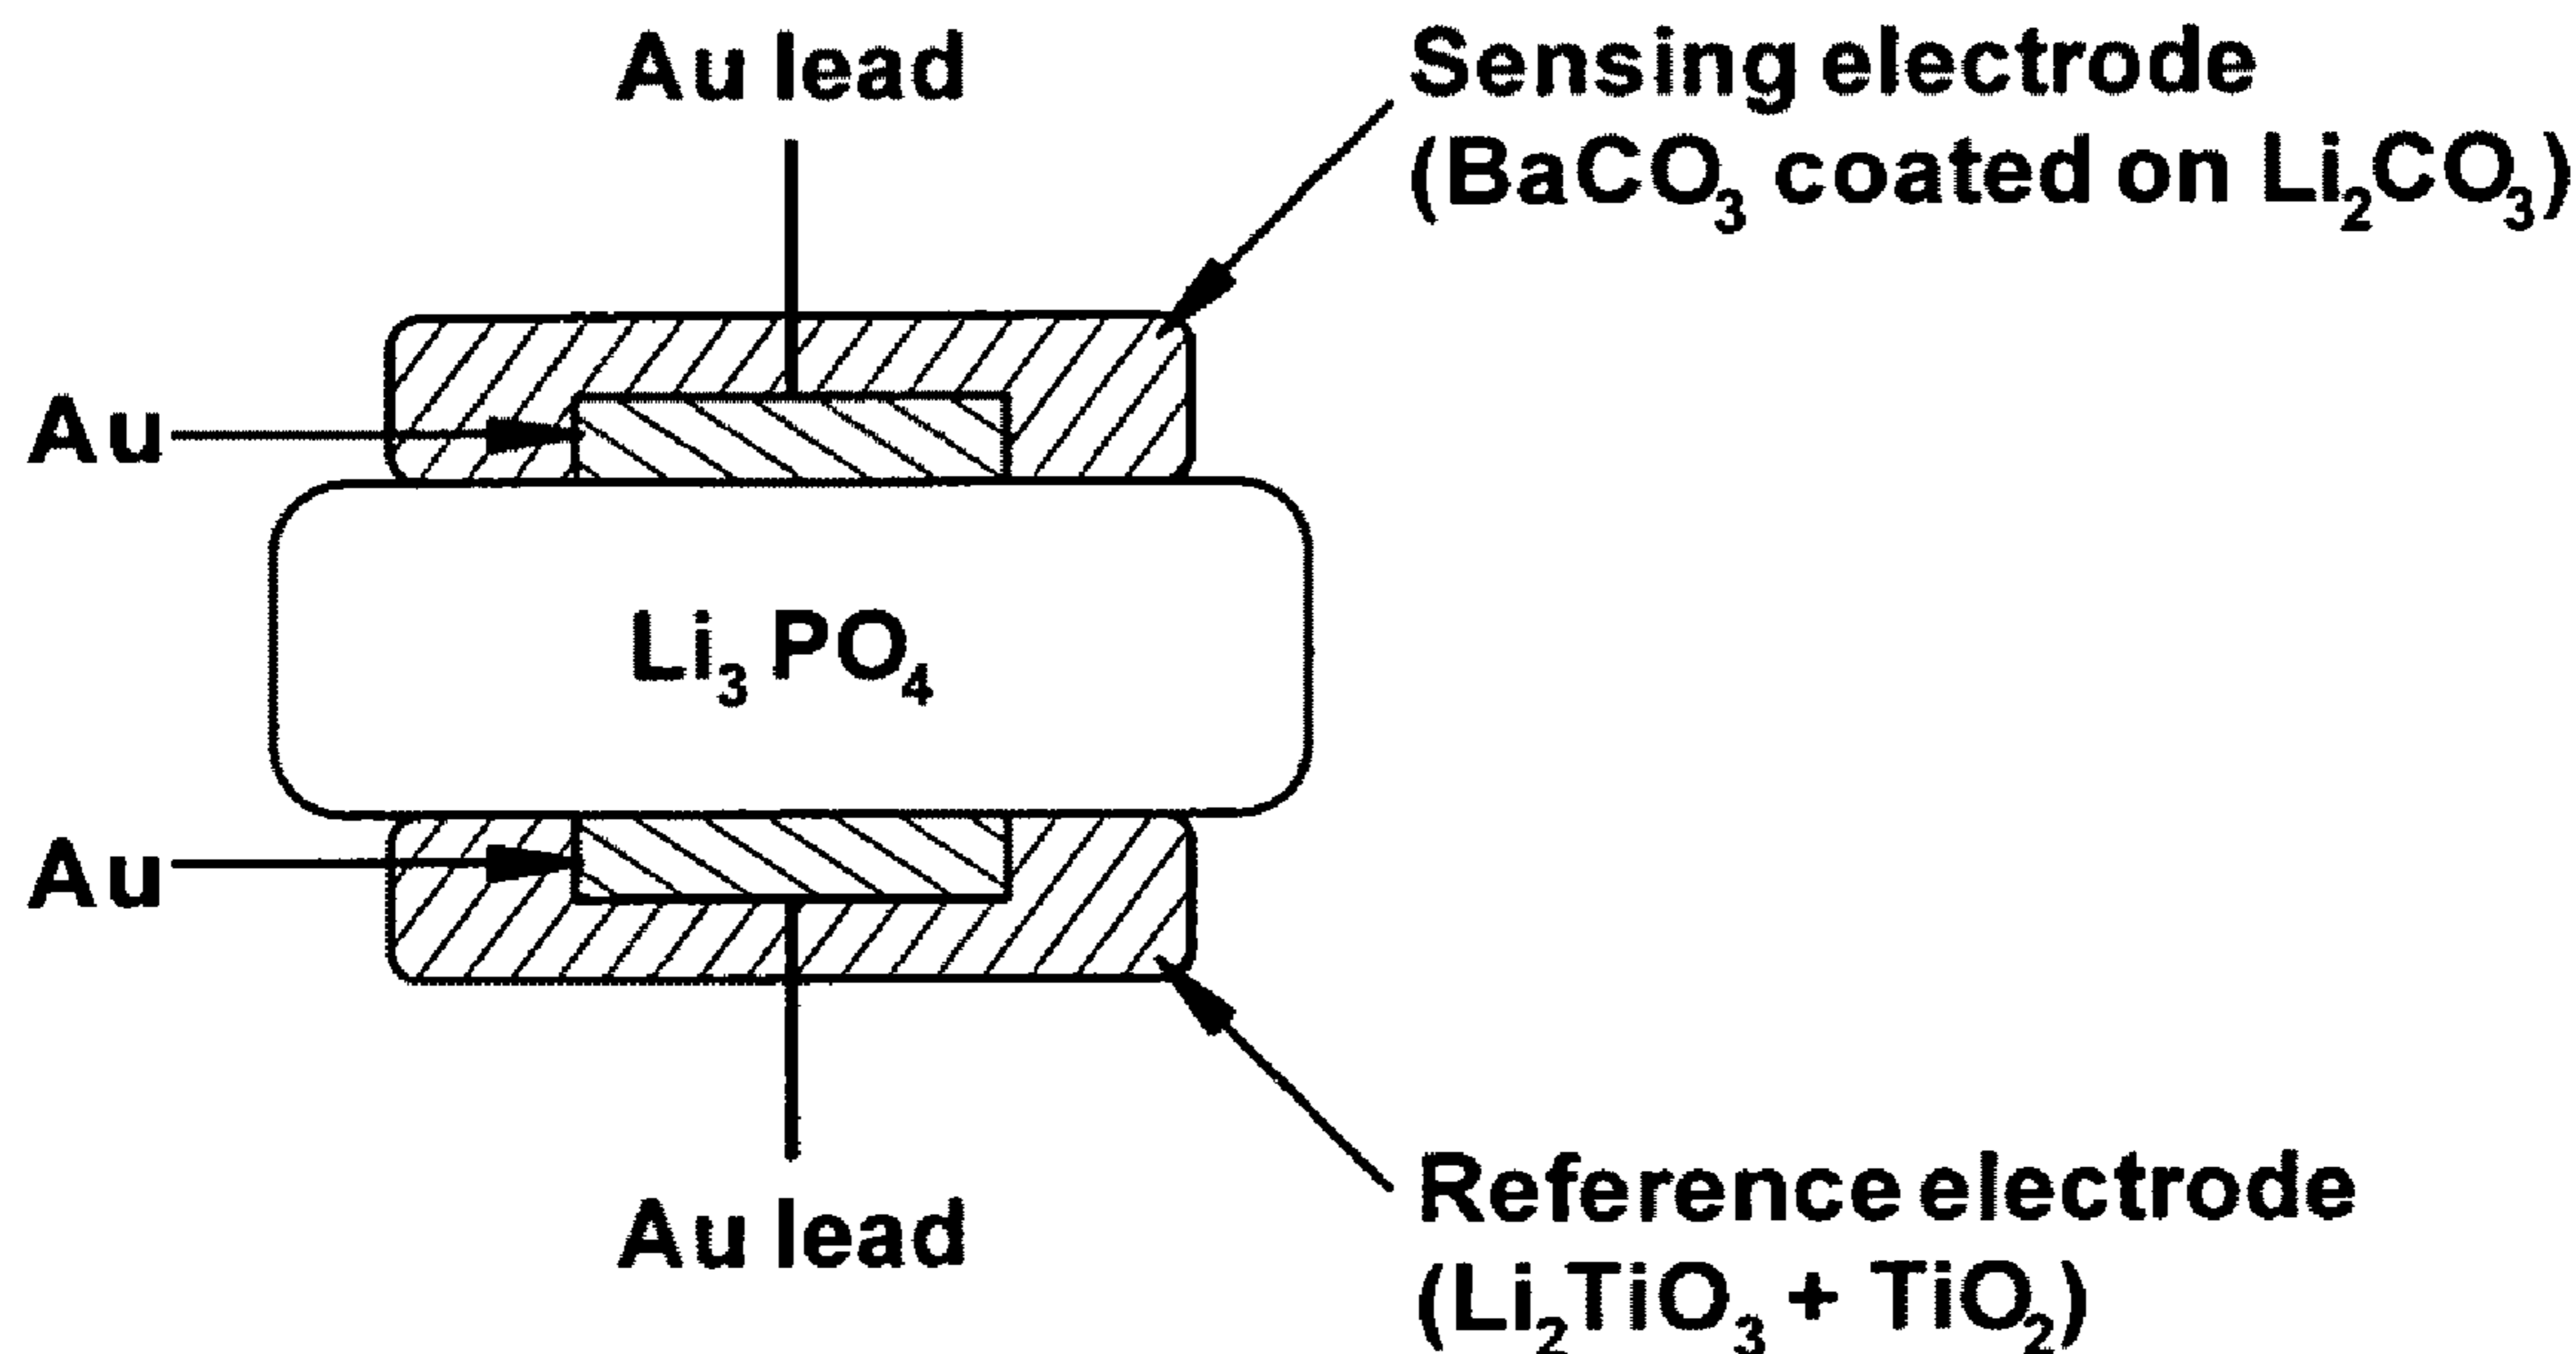 Au lead
Sensing electrode
(BaCO₃ coated on Li₂CO₃)
Au
Li₃ PO₄
Au
Au lead
Reference electrode
(Li₂TiO₃ + TiO₂)